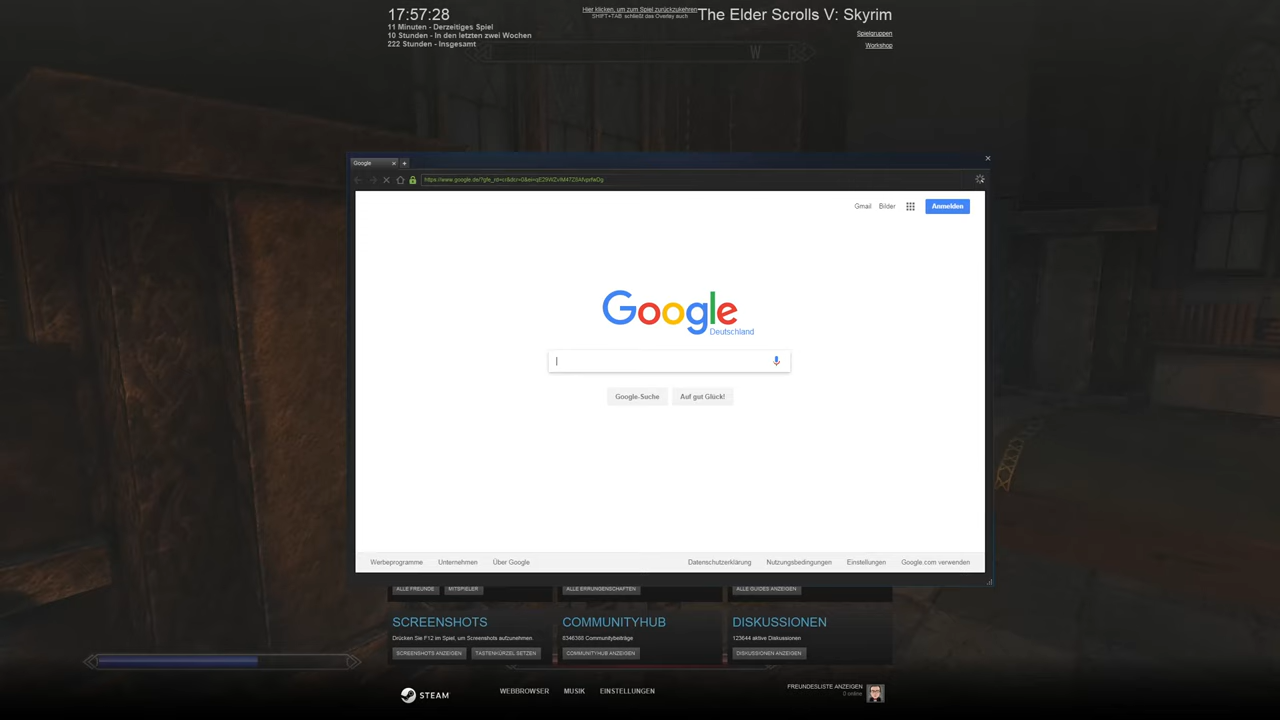 17:57:28
11 Minuten - Derzeitiges Spiel
10 Stunden - In den letzten zwei Wochen
222 Stunden - Insgesamt
Hier klicken, um zum Spiel zurückzukehren
SHIFT+TAB schließt das Overlay auch
The Elder Scrolls V: Skyrim
Spielgruppen
Workshop
W
Google
Gmail Bilder Anmelden
Google
Deutschland
Google-Suche Auf gut Glück!
Werbeprogramme Unternehmen Über Google Datenschutzerklärung Nutzungsbedingungen Einstellungen Google.com verwenden
ALLE FREUNDE MITSPIELER ALLE ERRUNGENSCHAFTEN ALLE GUIDES ANZEIGEN
SCREENSHOTS COMMUNITYHUB DISKUSSIONEN
Drücken Sie F12 im Spiel, um Screenshots aufzunehmen. 8346368 Communitybeiträge 123644 aktive Diskussionen
SCREENSHOTS ANZEIGEN TASTENKÜRZEL SETZEN COMMUNITYHUB ANZEIGEN DISKUSSIONEN ANZEIGEN
STEAM WEBBROWSER MUSIK EINSTELLUNGEN
FREUNDESLISTE ANZEIGEN
0 online